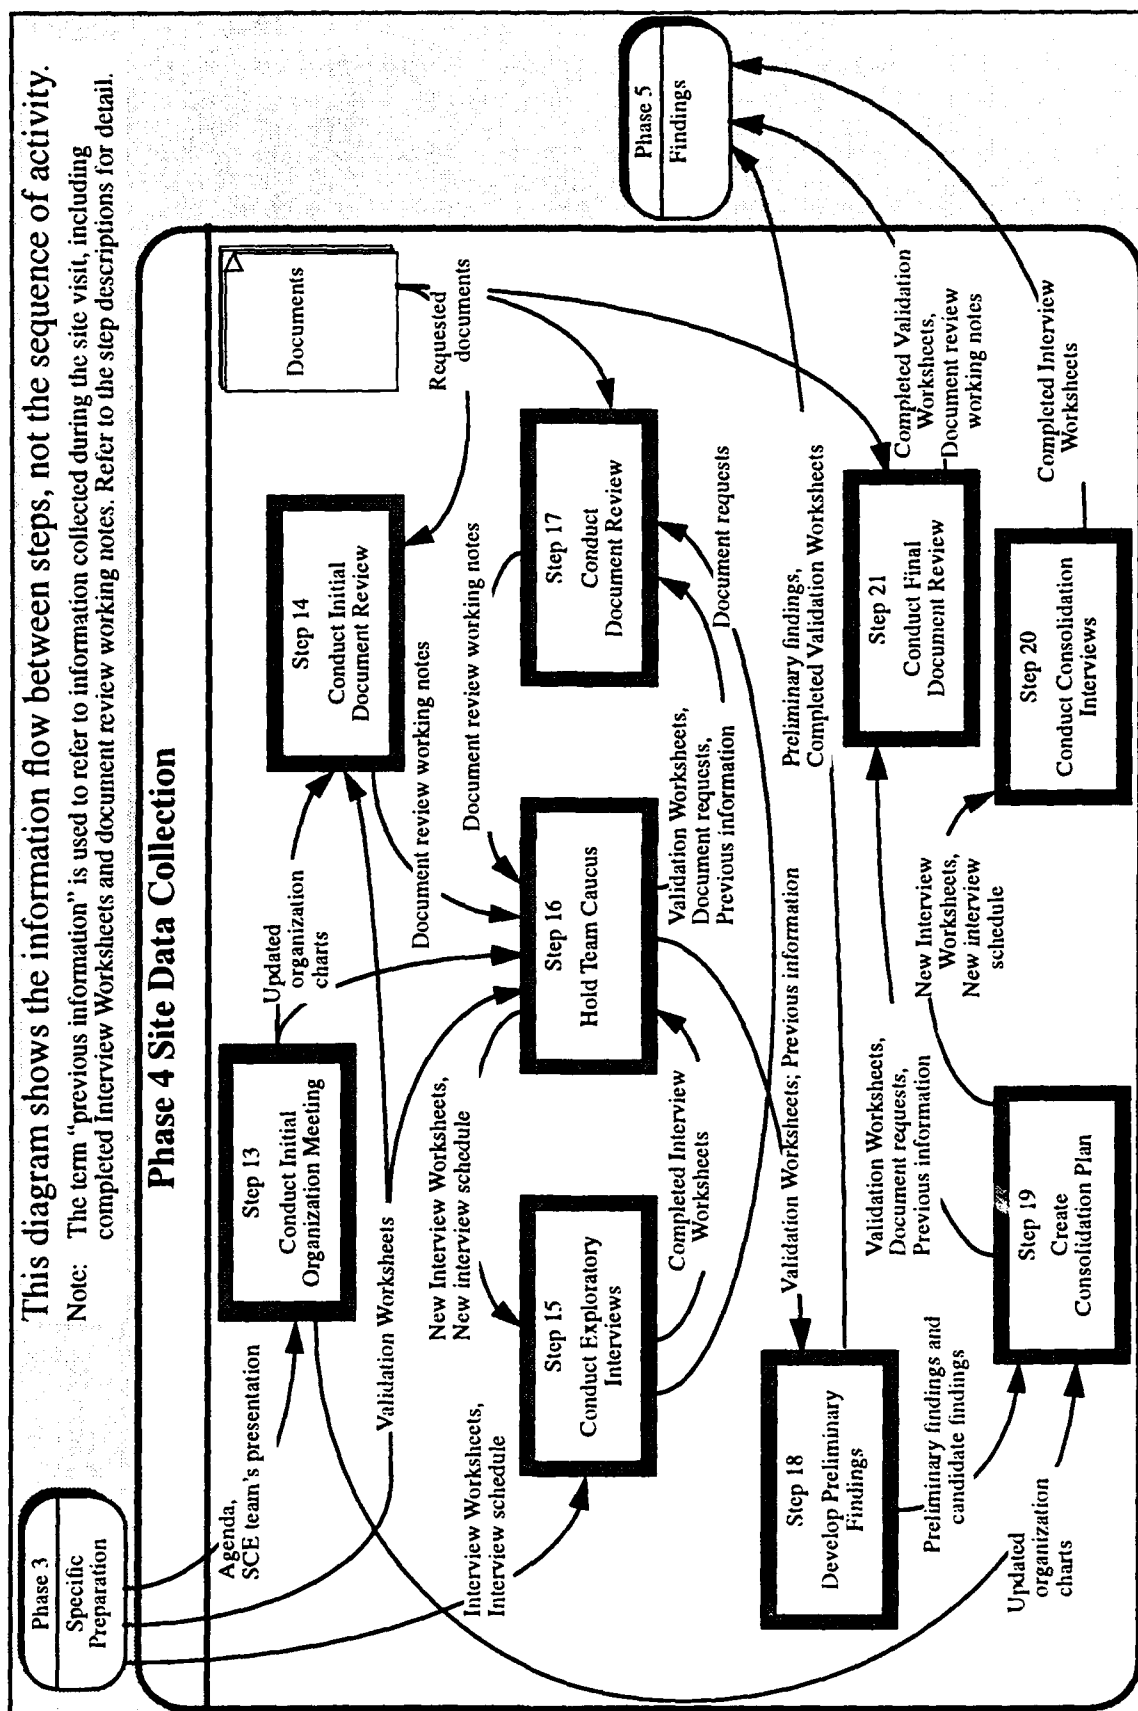 This diagram shows the information flow between steps, not the sequence of activity.
Note: The term “previous information” is used to refer to information collected during the site visit, including
completed Interview Worksheets and document review working notes. Refer to the step descriptions for detail.
Phase 3
Specific
Preparation
Phase 4 Site Data Collection
Agenda,
SCE team's presentation
Step 13
Conduct Initial
Organization Meeting
Updated
organization
charts
Step 14
Conduct Initial
Document Review
Documents
Requested
documents
Validation Worksheets
Document review working notes
Interview Worksheets,
Interview schedule
New Interview Worksheets,
New interview schedule
Document review working notes
Step 15
Conduct Exploratory
Interviews
Step 16
Hold Team Caucus
Step 17
Conduct
Document Review
Completed Interview
Worksheets
Validation Worksheets,
Document requests,
Previous information
Document requests
Phase 5
Findings
Validation Worksheets; Previous information
Preliminary findings,
Completed Validation Worksheets
Step 18
Develop Preliminary
Findings
Preliminary findings and
candidate findings
Validation Worksheets,
Document requests,
Previous information
Step 21
Conduct Final
Document Review
Completed Validation
Worksheets,
Document review
working notes
New Interview
Worksheets,
New interview
schedule
Updated
organization
charts
Step 19
Create
Consolidation Plan
Step 20
Conduct Consolidation
Interviews
Completed Interview
Worksheets